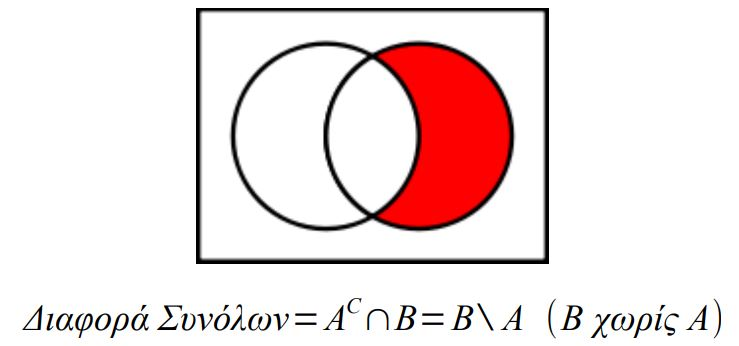 Διαφορά Συνόλων = A^C ∩ B = B \ A (B χωρίς A)